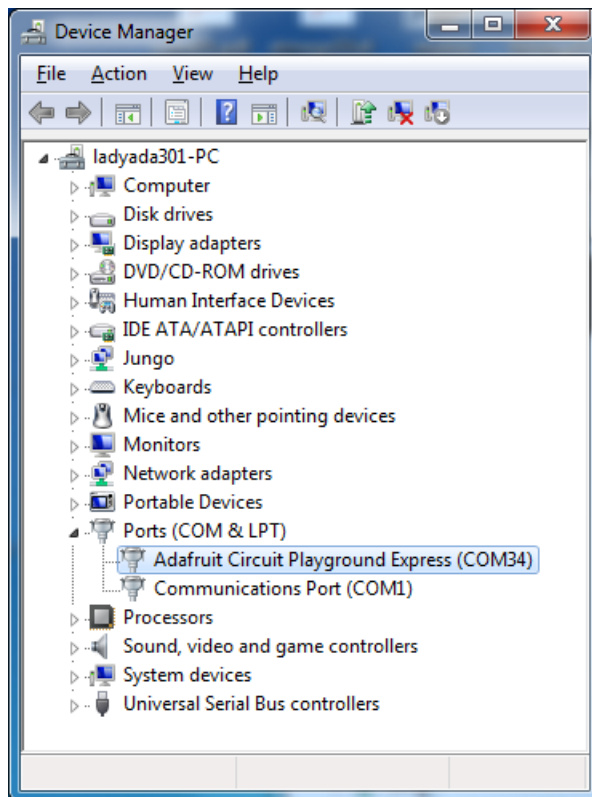 Device Manager
File Action View Help
ladyada301-PC
Computer
Disk drives
Display adapters
DVD/CD-ROM drives
Human Interface Devices
IDE ATA/ATAPI controllers
Jungo
Keyboards
Mice and other pointing devices
Monitors
Network adapters
Portable Devices
Ports (COM & LPT)
Adafruit Circuit Playground Express (COM34)
Communications Port (COM1)
Processors
Sound, video and game controllers
System devices
Universal Serial Bus controllers